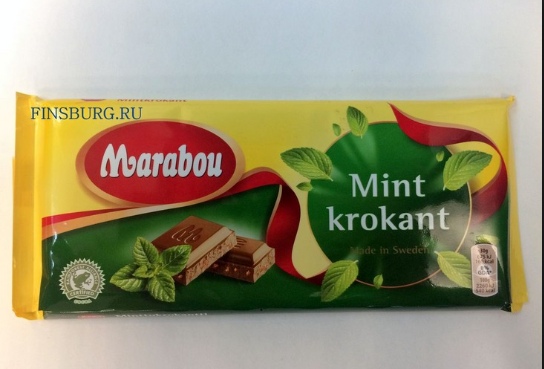 FINSBURG.RU
Marabou
Mint
krokant
Made in Sweden